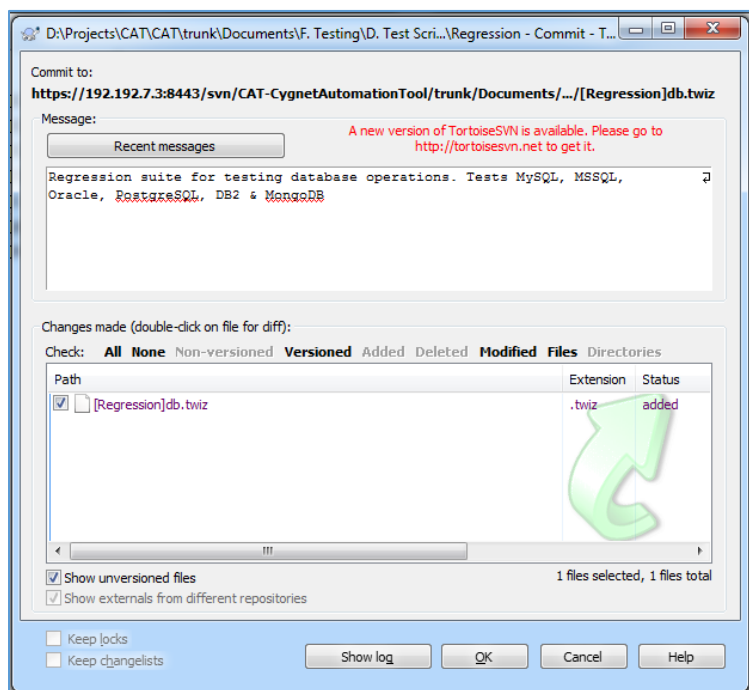 D:\Projects\CAT\CAT\trunk\Documents\F. Testing\D. Test Scri...\Regression - Commit - T...
Commit to:
https://192.192.7.3:8443/svn/CAT-CygnetAutomationTool/trunk/Documents/.../[Regression]db.twiz
Message:
Recent messages
A new version of TortoiseSVN is available. Please go to
http://tortoisesvn.net to get it.
Regression suite for testing database operations. Tests MySQL, MSSQL,
Oracle, PostgreSQL, DB2 & MongoDB
Changes made (double-click on file for diff):
Check: All None Non-versioned Versioned Added Deleted Modified Files Directories
Path Extension Status
[Regression]db.twiz .twiz added
Show unversioned files 1 files selected, 1 files total
Show externals from different repositories
Keep locks
Keep changelists
Show log OK Cancel Help